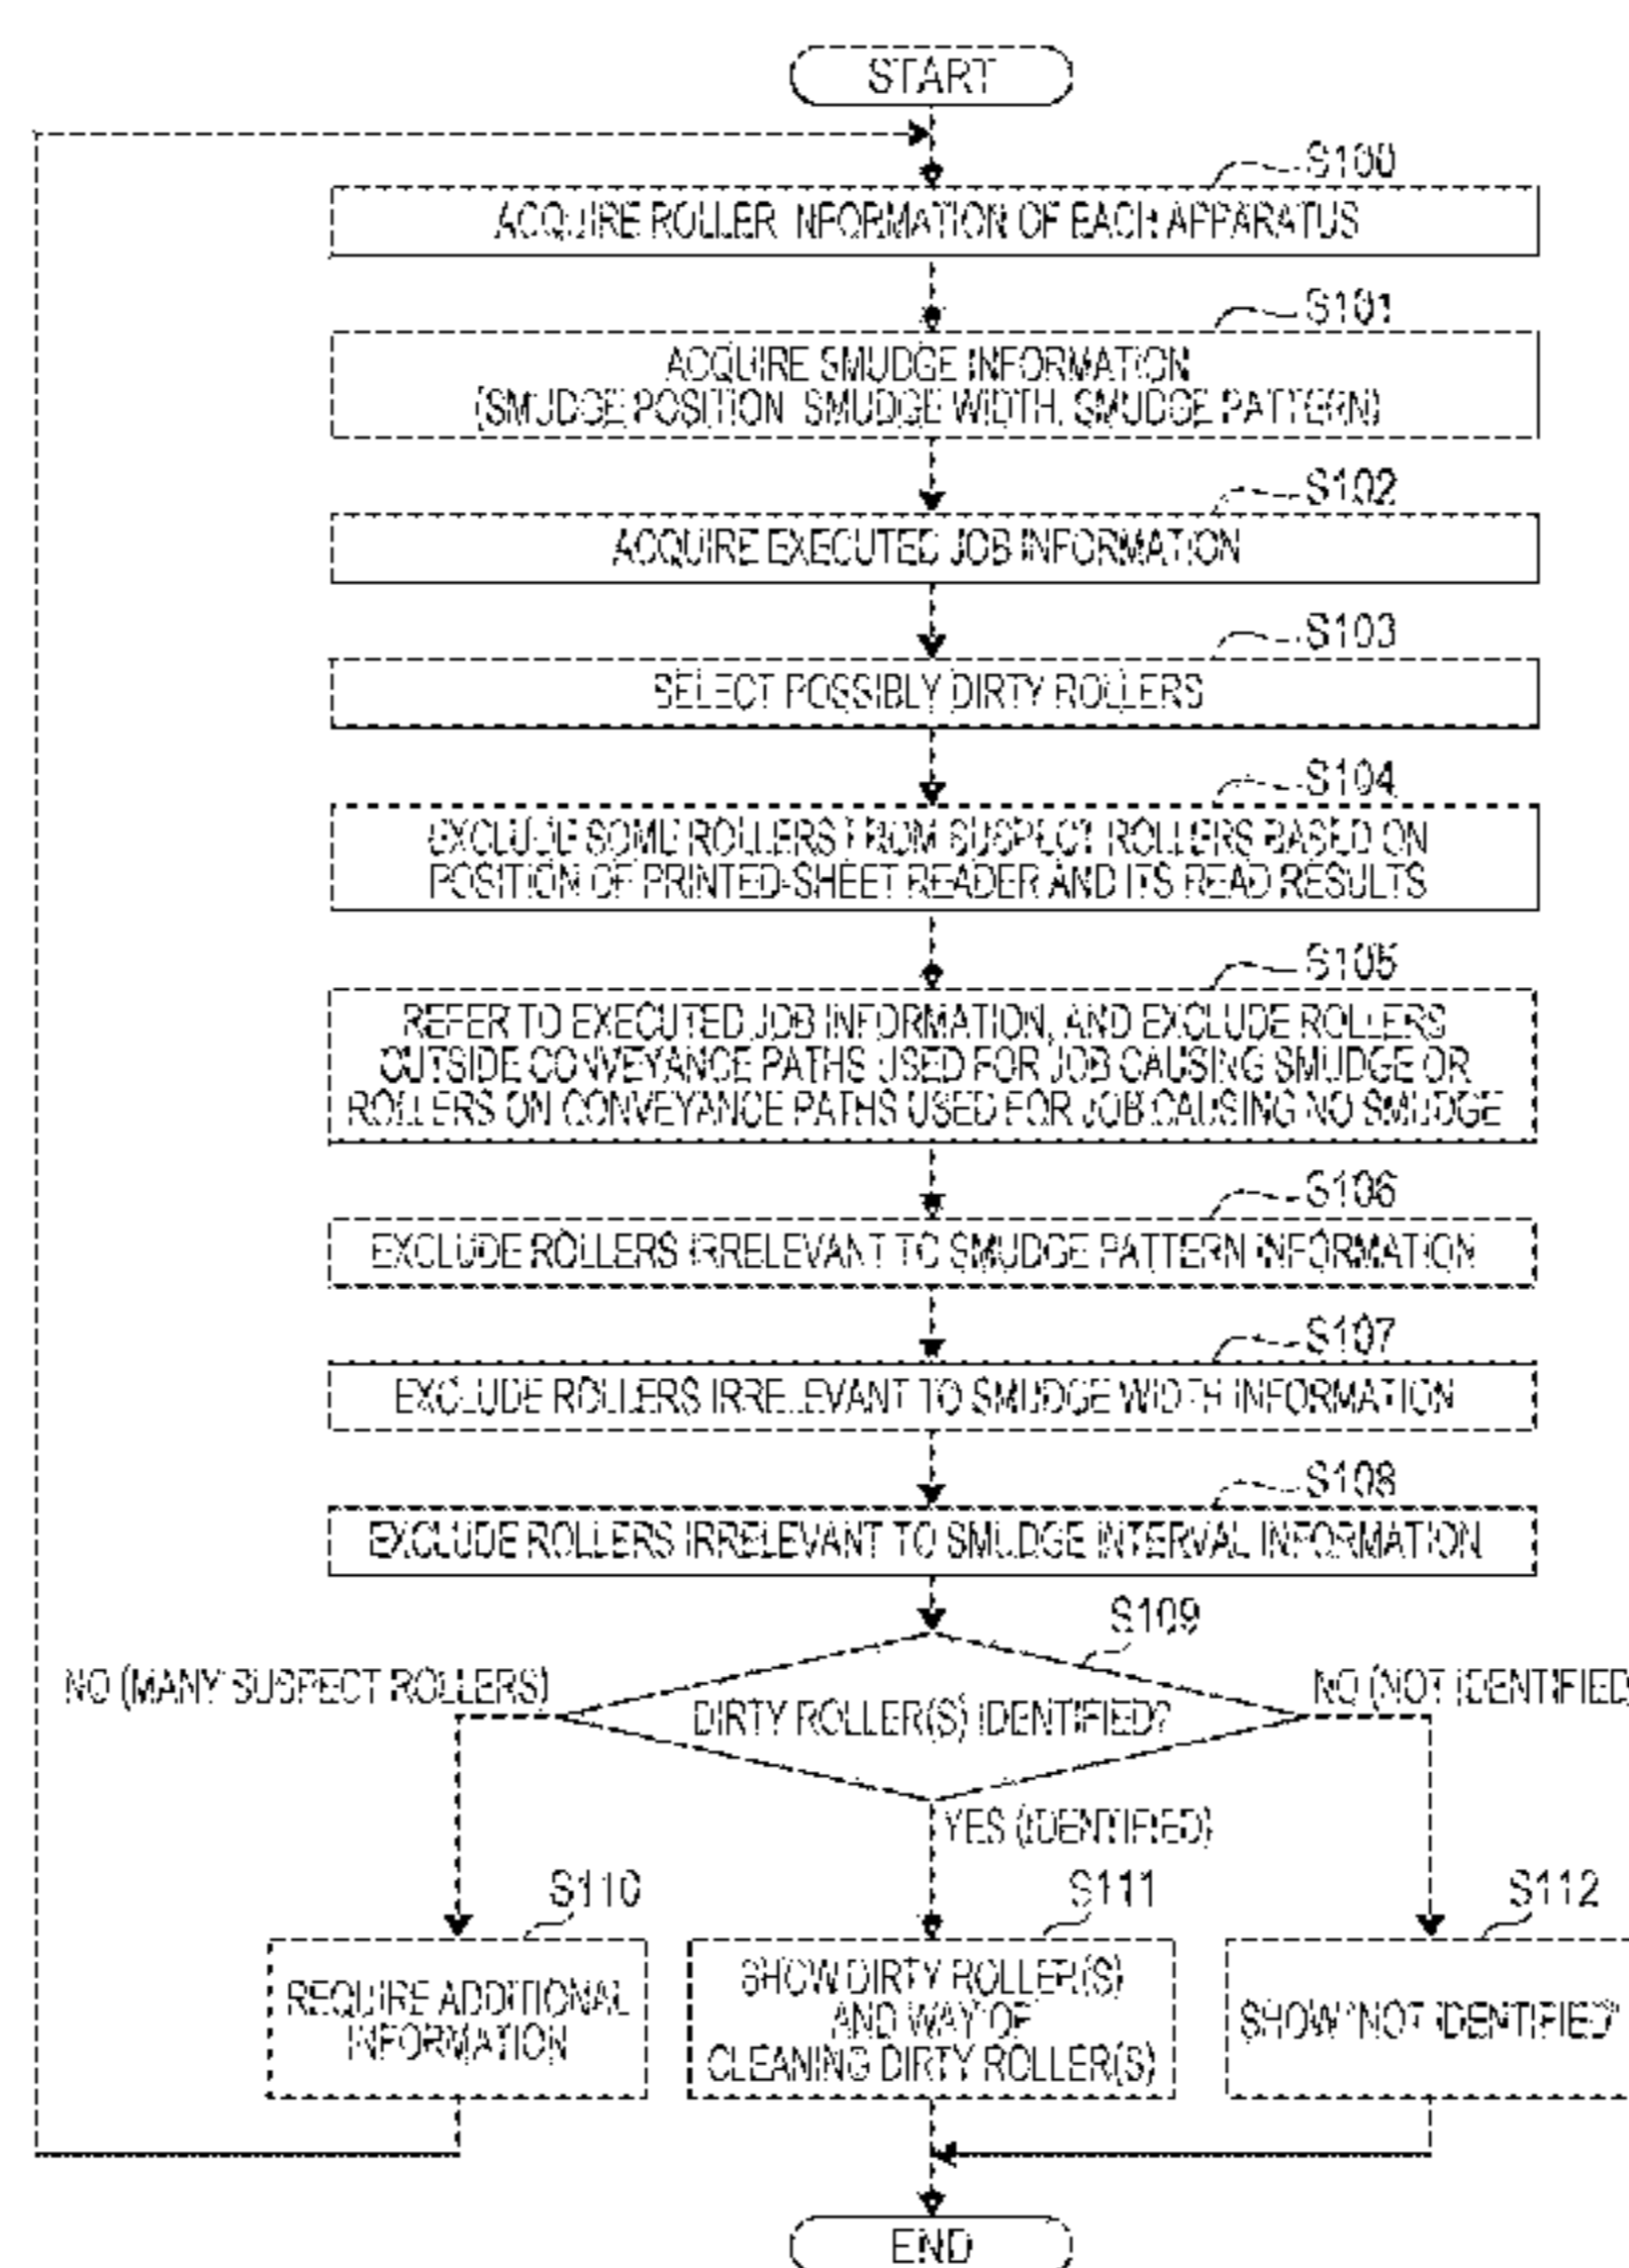 START
S100
ACQUIRE ROLLER INFORMATION OF EACH APPARATUS
S101
ACQUIRE SMUDGE INFORMATION
(SMUDGE POSITION, SMUDGE WIDTH, SMUDGE PATTERN)
S102
ACQUIRE EXECUTED JOB INFORMATION
S103
SELECT POSSIBLY DIRTY ROLLERS
S104
EXCLUDE SOME ROLLERS FROM SUSPECT ROLLERS BASED ON
POSITION OF PRINTED-SHEET READER AND ITS READ RESULTS
S105
REFER TO EXECUTED JOB INFORMATION, AND EXCLUDE ROLLERS
OUTSIDE CONVEYANCE PATHS USED FOR JOB CAUSING SMUDGE OR
ROLLERS ON CONVEYANCE PATHS USED FOR JOB CAUSING NO SMUDGE
S106
EXCLUDE ROLLERS IRRELEVANT TO SMUDGE PATTERN INFORMATION
S107
EXCLUDE ROLLERS IRRELEVANT TO SMUDGE WIDTH INFORMATION
S108
EXCLUDE ROLLERS IRRELEVANT TO SMUDGE INTERVAL INFORMATION
S109
NO (MANY SUSPECT ROLLERS)
DIRTY ROLLER(S) IDENTIFIED?
NO (NOT IDENTIFIED
YES (IDENTIFIED)
S110
REQUIRE ADDITIONAL
INFORMATION
S111
SHOW DIRTY ROLLER(S)
AND WAY OF
CLEANING DIRTY ROLLER(S)
S112
SHOW "NOT IDENTIFIED"
END